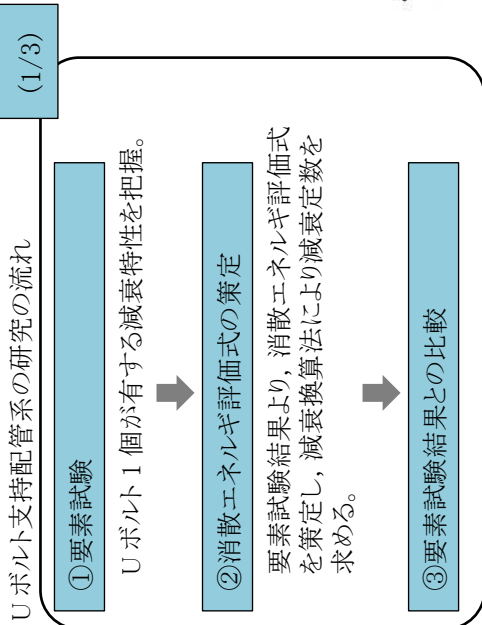 (1/3)
Uボルト支持配管系の研究の流れ
①要素試験
Uボルト1個が有する減衰特性を把握。
②消散エネルギ評価式の策定
要素試験結果より，消散エネルギ評価式
を策定し，減衰換算法により減衰定数を
求める。
③要素試験結果との比較